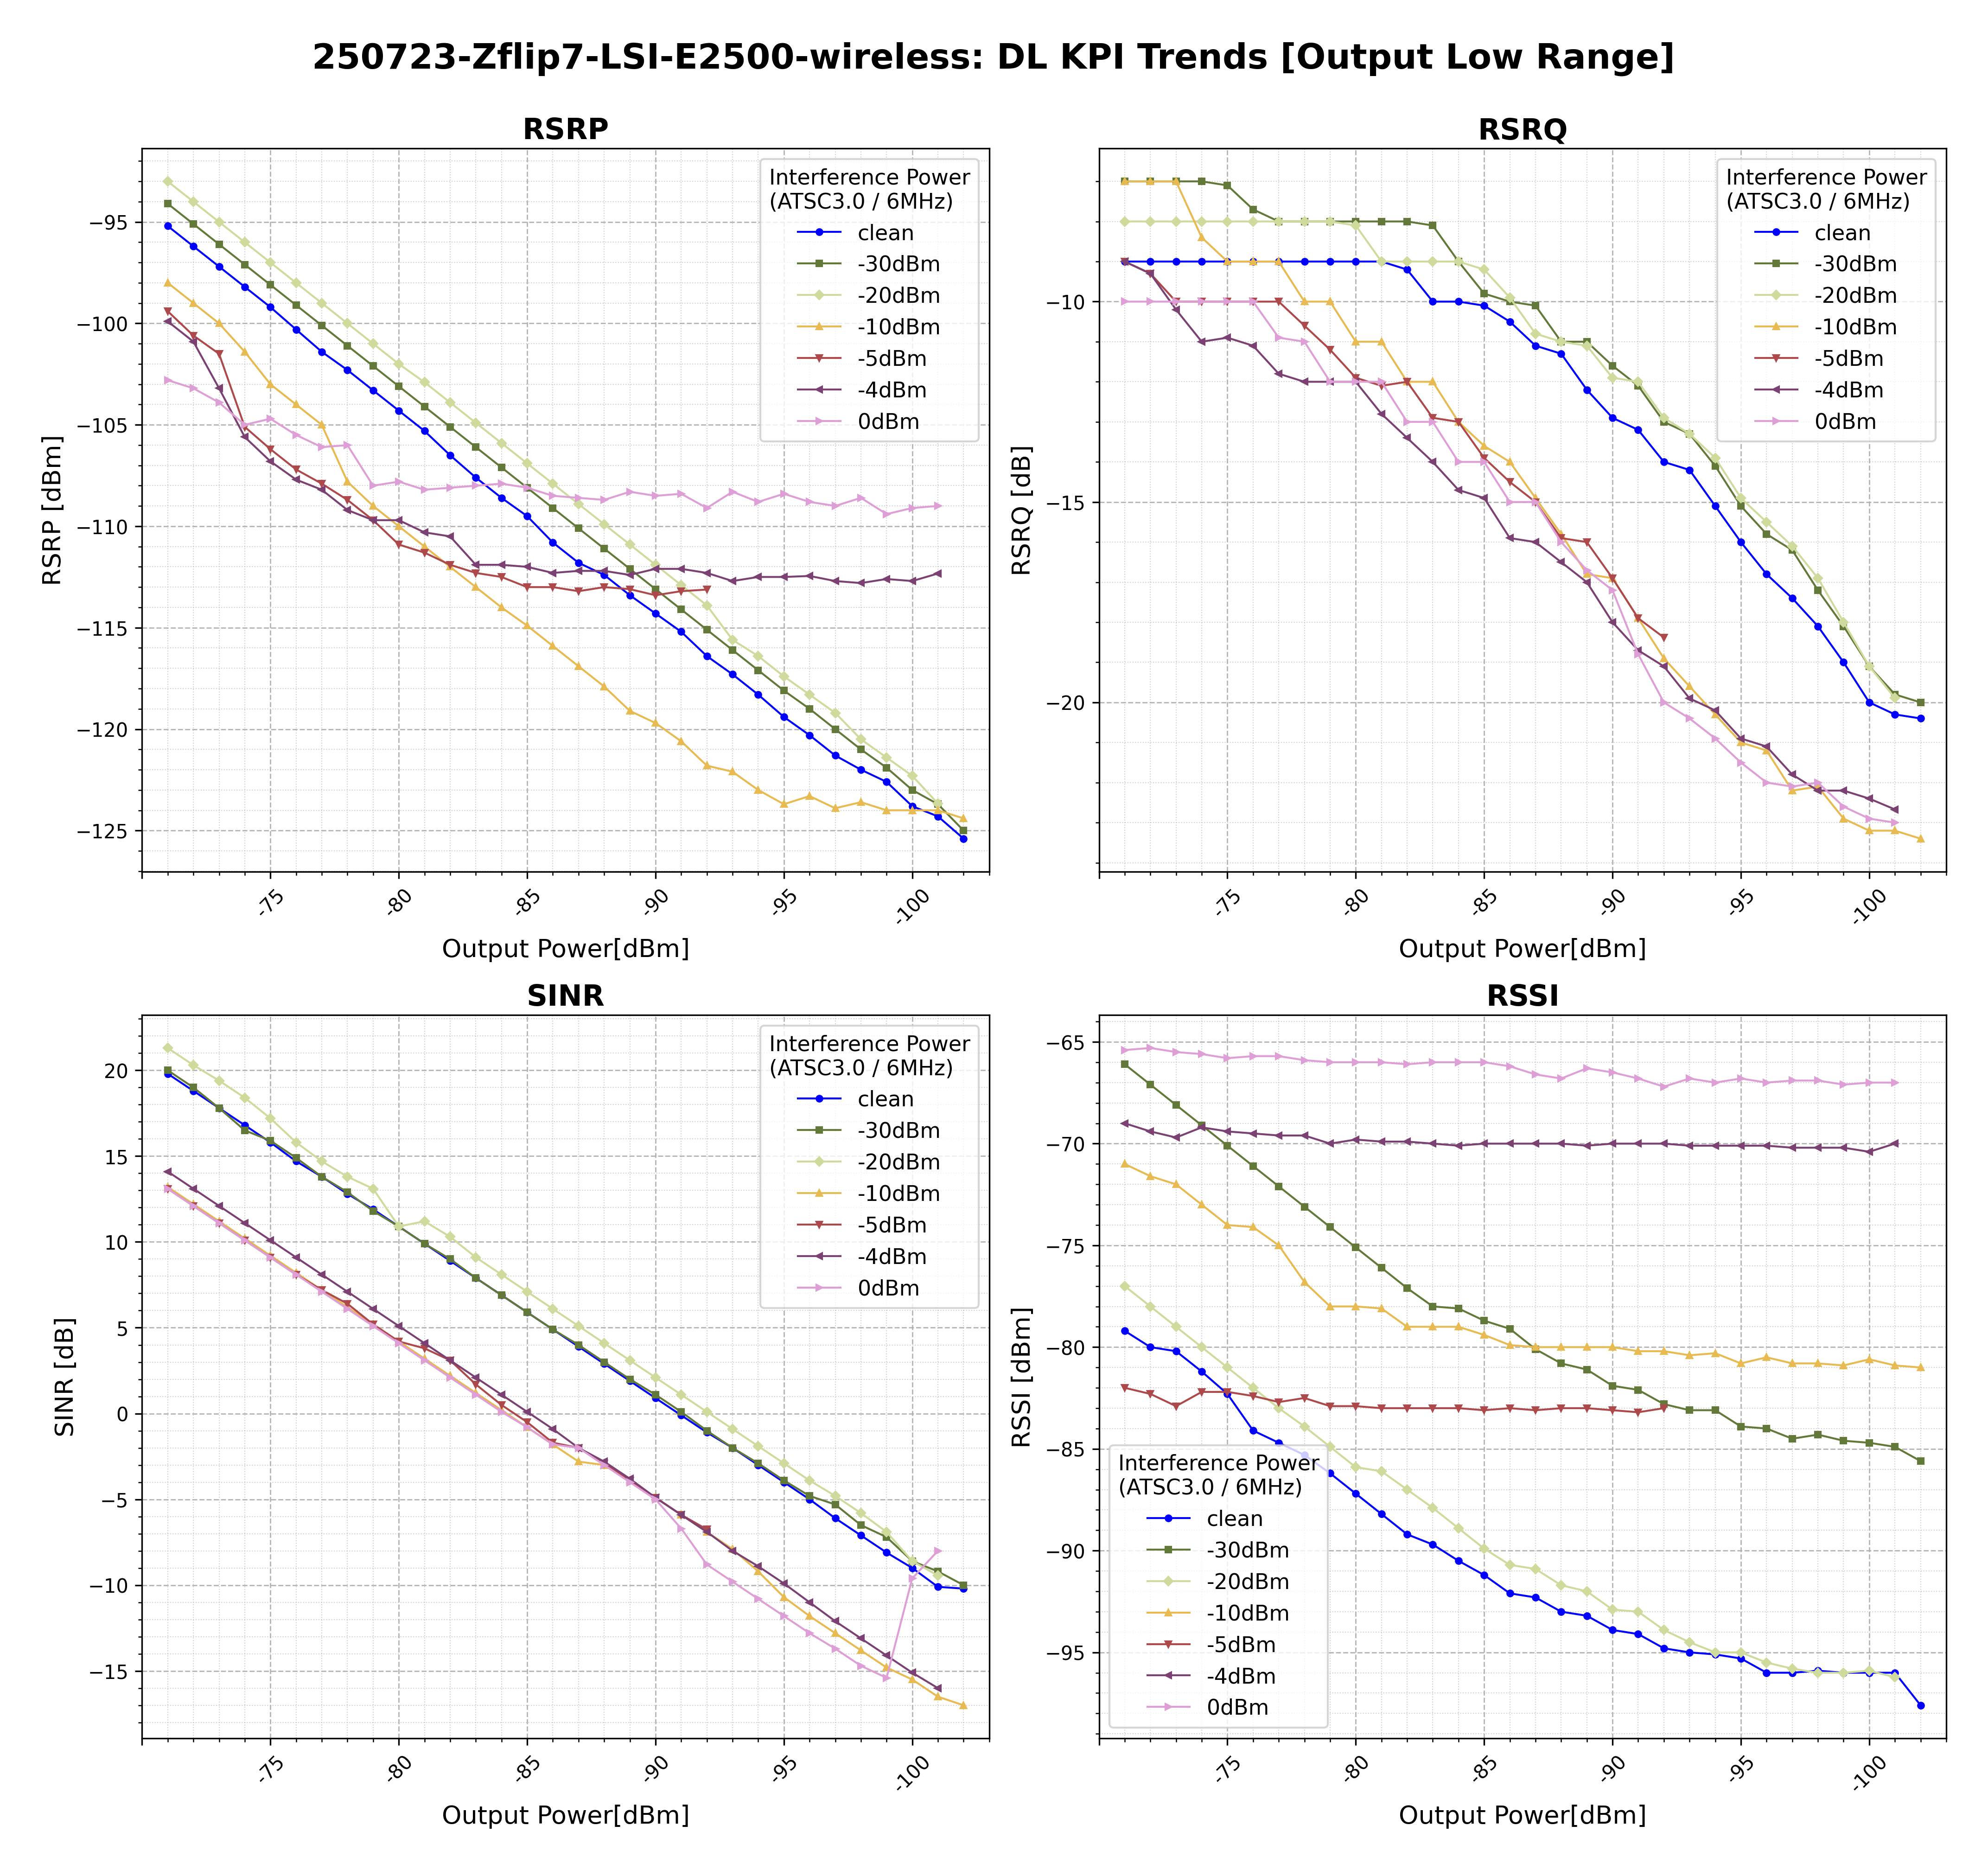 250723-Zflip7-LSI-E2500-wireless: DL KPI Trends [Output Low Range]
RSRP
RSRP [dBm]
−95
−100
−105
−110
−115
−120
−125
Interference Power
(ATSC3.0 / 6MHz)
clean
-30dBm
-20dBm
-10dBm
-5dBm
-4dBm
0dBm
-75
-80
-85
-90
-95
-100
Output Power[dBm]
RSRQ
RSRQ [dB]
−10
−15
−20
Interference Power
(ATSC3.0 / 6MHz)
clean
-30dBm
-20dBm
-10dBm
-5dBm
-4dBm
0dBm
-75
-80
-85
-90
-95
-100
Output Power[dBm]
SINR
SINR [dB]
20
15
10
5
0
−5
−10
−15
Interference Power
(ATSC3.0 / 6MHz)
clean
-30dBm
-20dBm
-10dBm
-5dBm
-4dBm
0dBm
-75
-80
-85
-90
-95
-100
Output Power[dBm]
RSSI
RSSI [dBm]
−65
−70
−75
−80
−85
−90
−95
Interference Power
(ATSC3.0 / 6MHz)
clean
-30dBm
-20dBm
-10dBm
-5dBm
-4dBm
0dBm
-75
-80
-85
-90
-95
-100
Output Power[dBm]